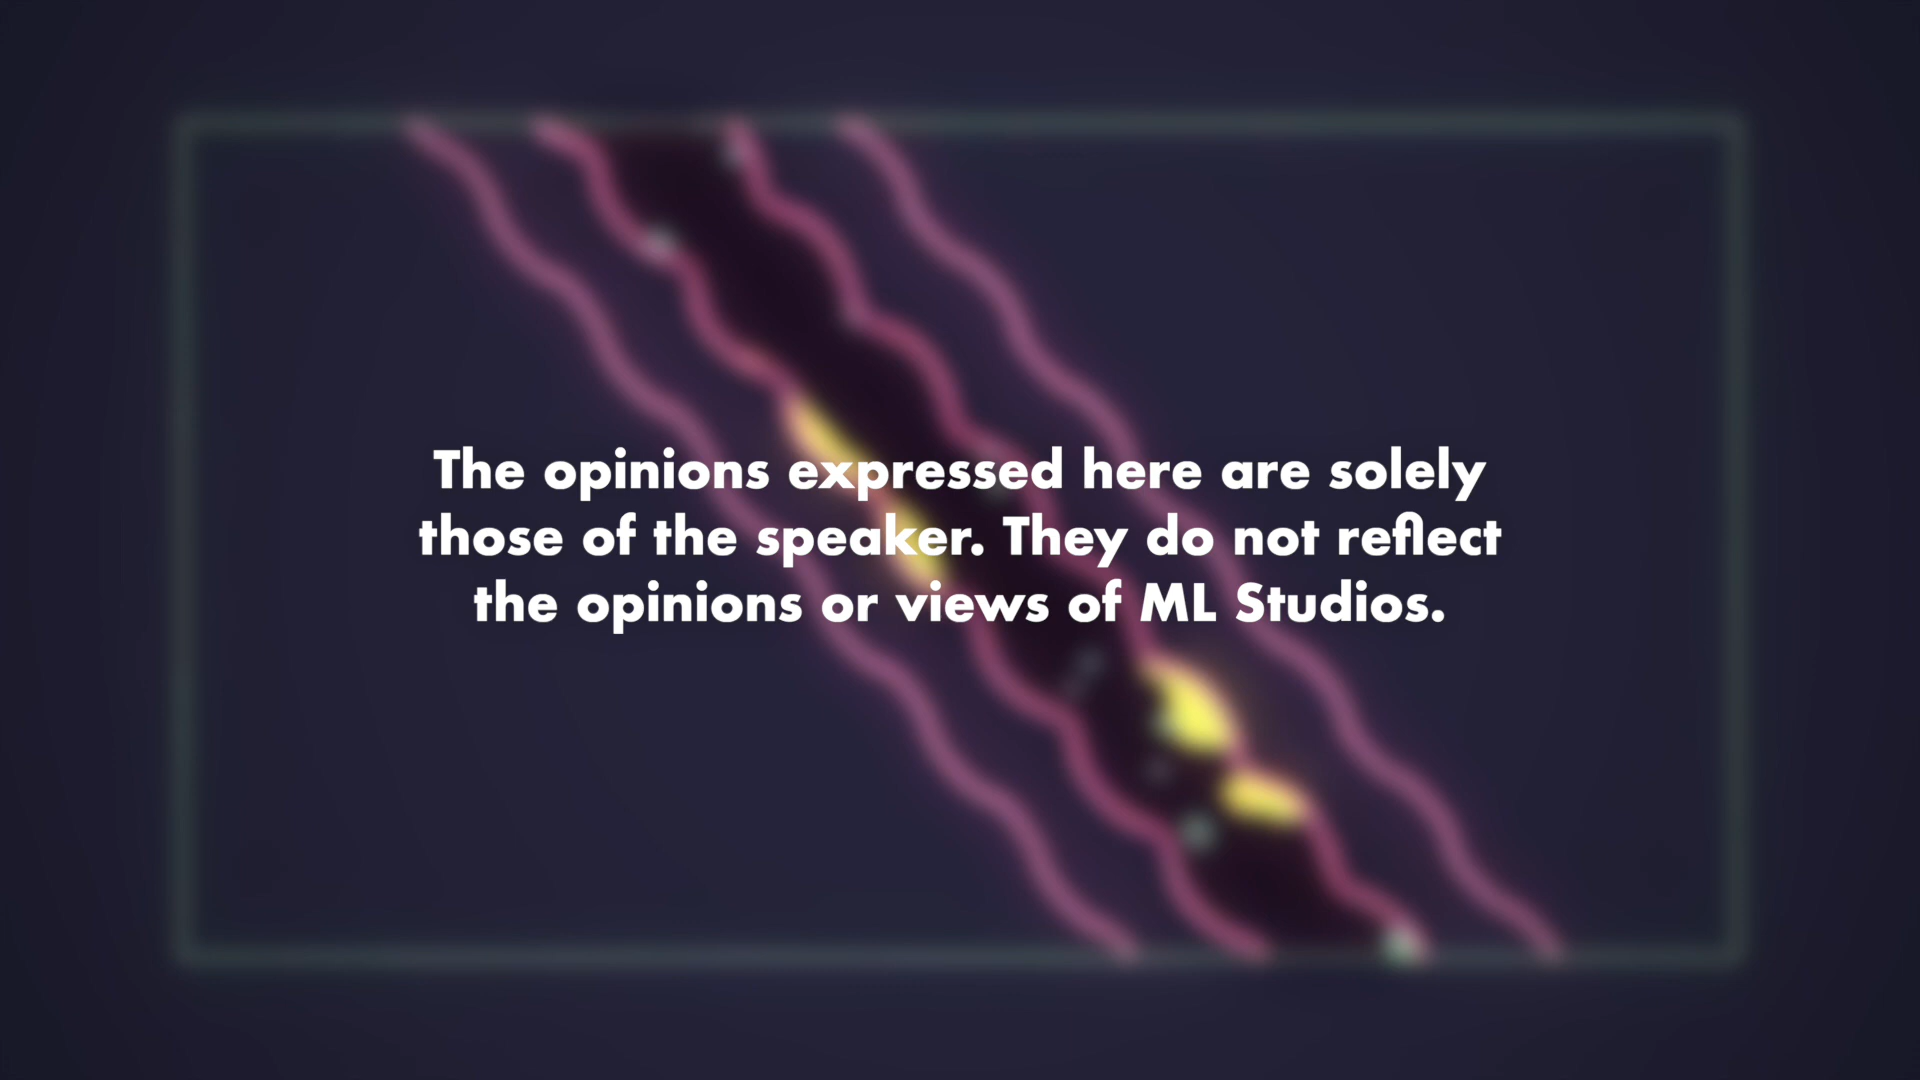 The opinions expressed here are solely
those of the speaker. They do not reflect
the opinions or views of ML Studios.